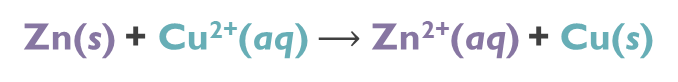 Zn(s) + Cu²⁺(aq) ⟶ Zn²⁺(aq) + Cu(s)